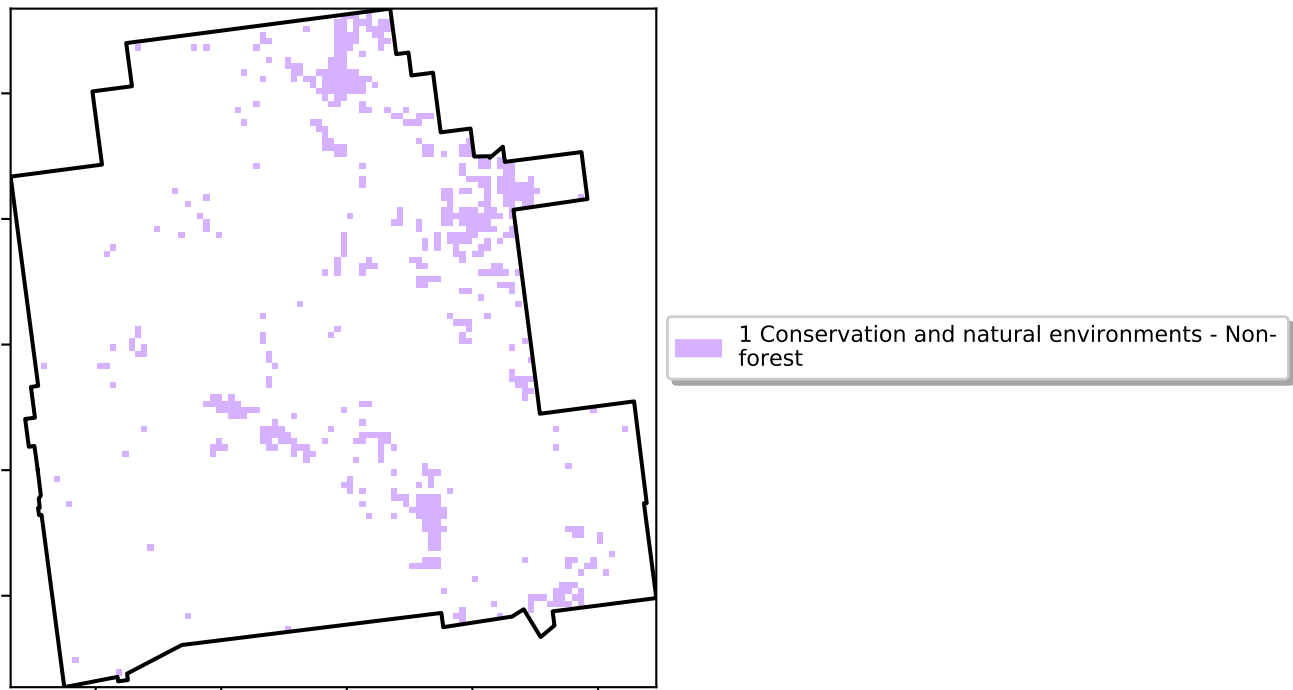 1 Conservation and natural environments - Non-
forest